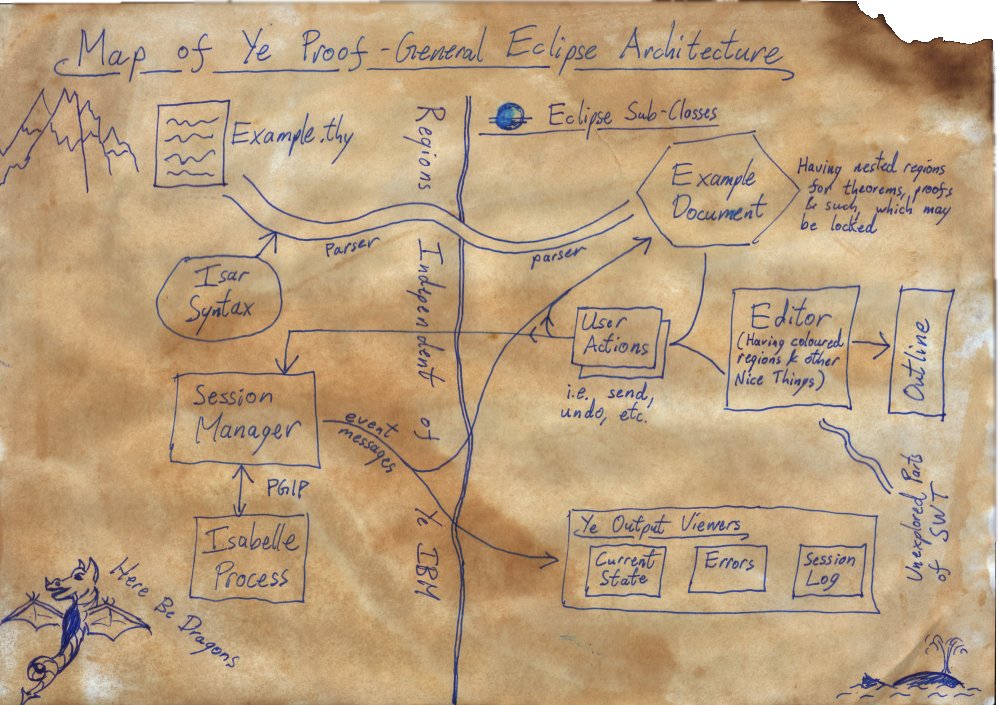 Map of Ye Proof-General Eclipse Architecture
Example.thy
Regions Independent of Ye IBM
Eclipse Sub-Classes
Example
Document
Having nested regions
for theorems, proofs
& such, which may
be locked
Parser
parser
Isar
Syntax
User
Actions
i.e. send,
undo, etc.
Editor
(Having coloured
regions & other
Nice Things)
Outline
Session
Manager
event
messages
PGIP
Isabelle
Process
Ye Output Viewers
Current
State
Errors
Session
Log
Unexplored Parts
of SWT
Here Be Dragons